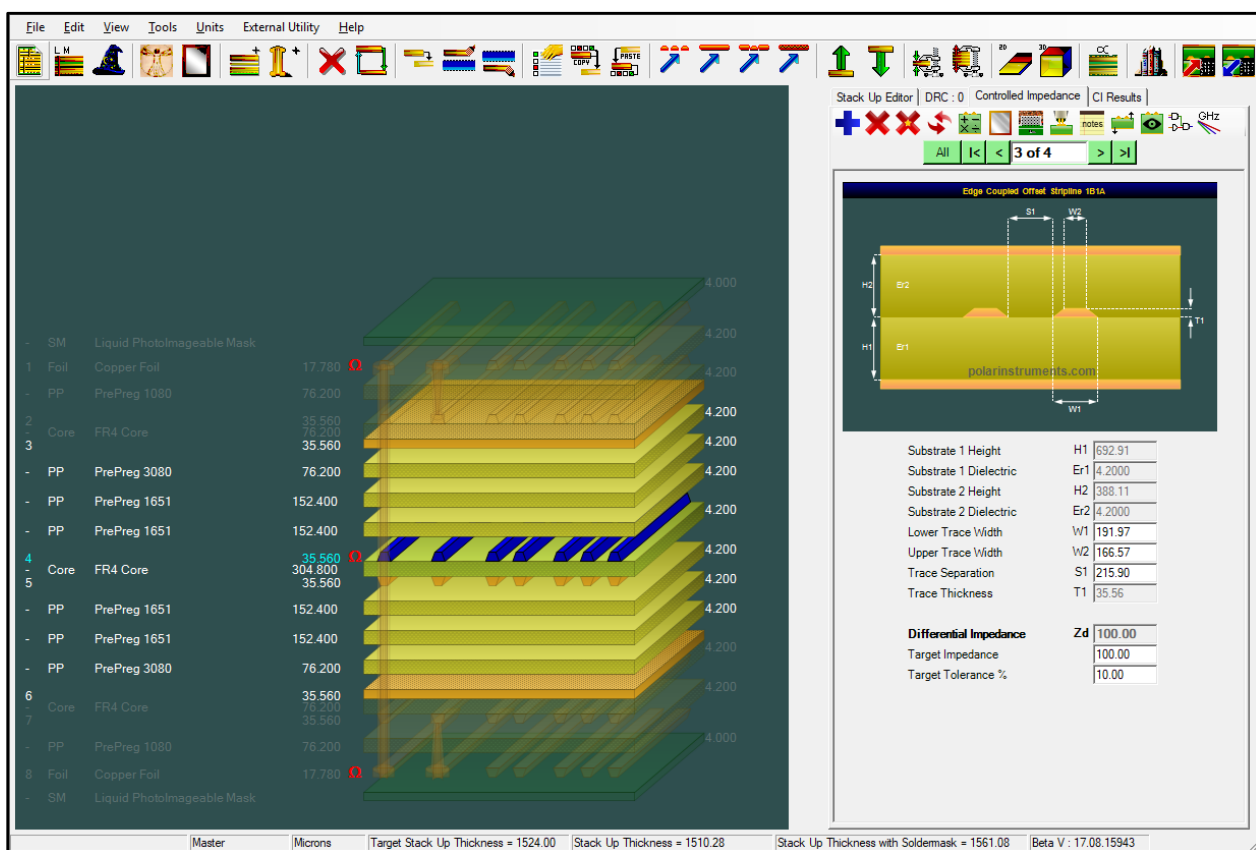 File Edit View Tools Units External Utility Help
L M
COPY
PASTE
2D
3D
Stack Up Editor DRC : 0 Controlled Impedance CI Results
notes
GHz
All |< < 3 of 4 > >|
Edge Coupled Offset Stripline 1B1A
S1 W2
H2 Er2
T1
H1 Er1
polarinstruments.com
W1
Substrate 1 Height H1 692.91
Substrate 1 Dielectric Er1 4.2000
Substrate 2 Height H2 388.11
Substrate 2 Dielectric Er2 4.2000
Lower Trace Width W1 191.97
Upper Trace Width W2 166.57
Trace Separation S1 215.90
Trace Thickness T1 35.56
Differential Impedance Zd 100.00
Target Impedance 100.00
Target Tolerance % 10.00
4.000
4.200
- SM Liquid PhotoImageable Mask
4.200
1 Foil Copper Foil 17.780 Ω
4.200
- PP PrePreg 1080 76.200
2 35.560
4.200
- Core FR4 Core 76.200
3 35.560
4.200
- PP PrePreg 3080 76.200
4.200
- PP PrePreg 1651 152.400
4.200
- PP PrePreg 1651 152.400
4.200
4 35.560 Ω
- Core FR4 Core 304.800
5 35.560
4.200
- PP PrePreg 1651 152.400
4.200
- PP PrePreg 1651 152.400
4.200
- PP PrePreg 3080 76.200
4.200
6 35.560
- Core FR4 Core 76.200
7 35.560
4.200
- PP PrePreg 1080 76.200
4.000
8 Foil Copper Foil 17.780 Ω
- SM Liquid PhotoImageable Mask
Master Microns Target Stack Up Thickness = 1524.00 Stack Up Thickness = 1510.28 Stack Up Thickness with Soldermask = 1561.08 Beta V : 17.08.15943